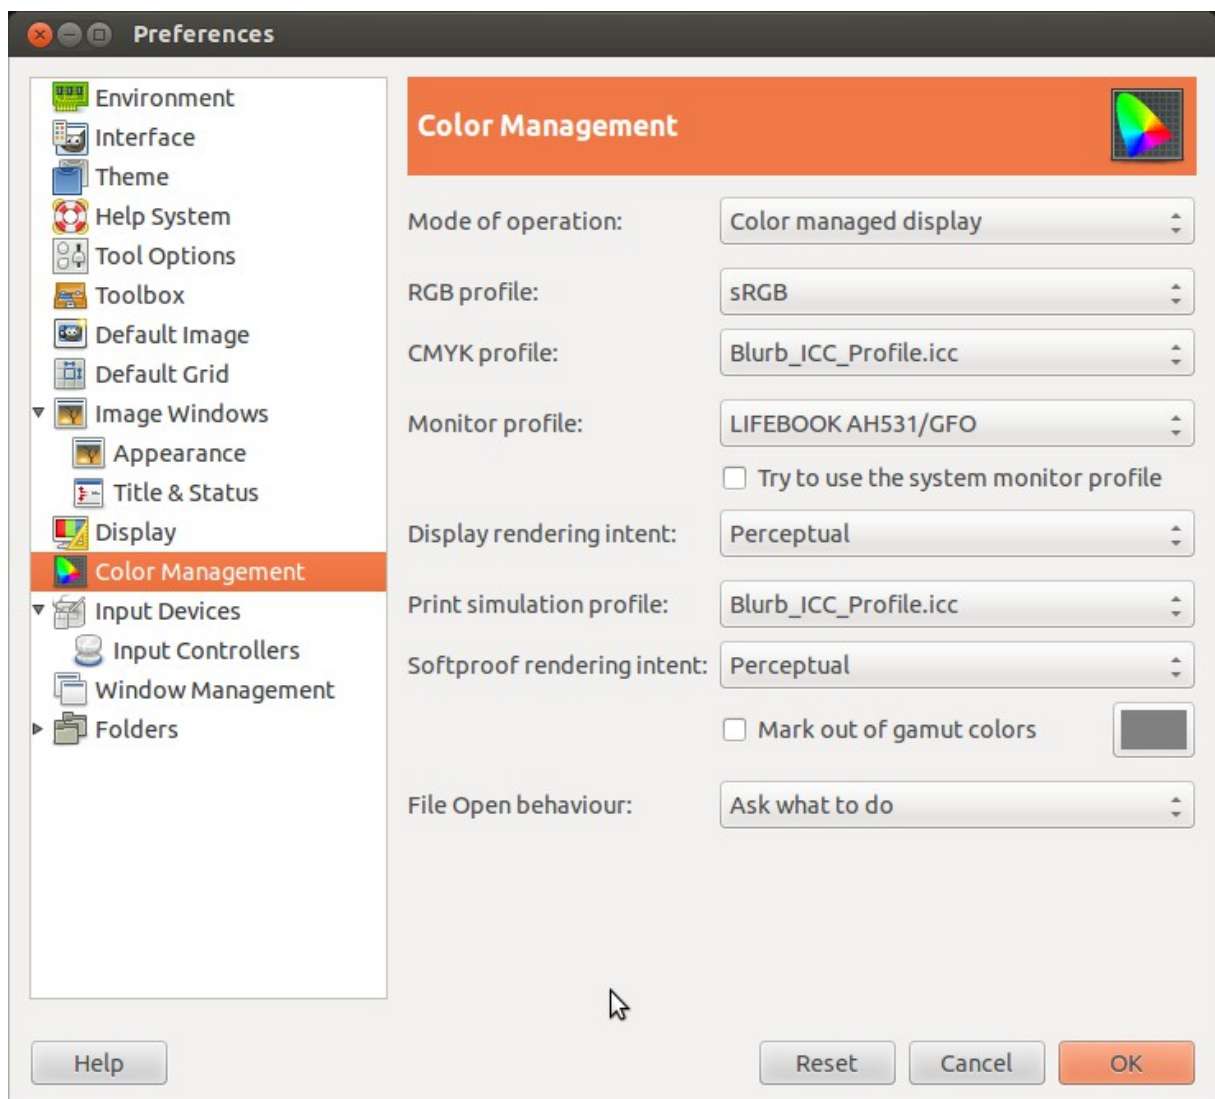 Preferences
Environment
Interface
Theme
Help System
Tool Options
Toolbox
Default Image
Default Grid
Image Windows
Appearance
Title & Status
Display
Color Management
Input Devices
Input Controllers
Window Management
Folders
Color Management
Mode of operation: Color managed display
RGB profile: sRGB
CMYK profile: Blurb_ICC_Profile.icc
Monitor profile: LIFEBOOK AH531/GFO
Try to use the system monitor profile
Display rendering intent: Perceptual
Print simulation profile: Blurb_ICC_Profile.icc
Softproof rendering intent: Perceptual
Mark out of gamut colors
File Open behaviour: Ask what to do
Help Reset Cancel OK